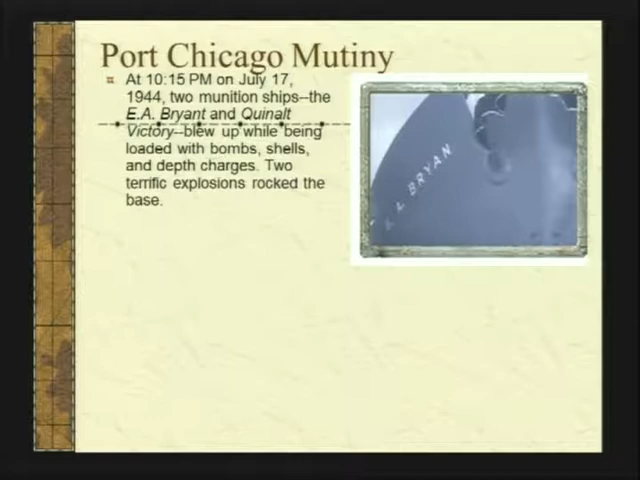 Port Chicago Mutiny
At 10:15 PM on July 17,
1944, two munition ships--the
E.A. Bryant and Quinalt
Victory--blew up while being
loaded with bombs, shells,
and depth charges. Two
terrific explosions rocked the
base.
A. BRYAN